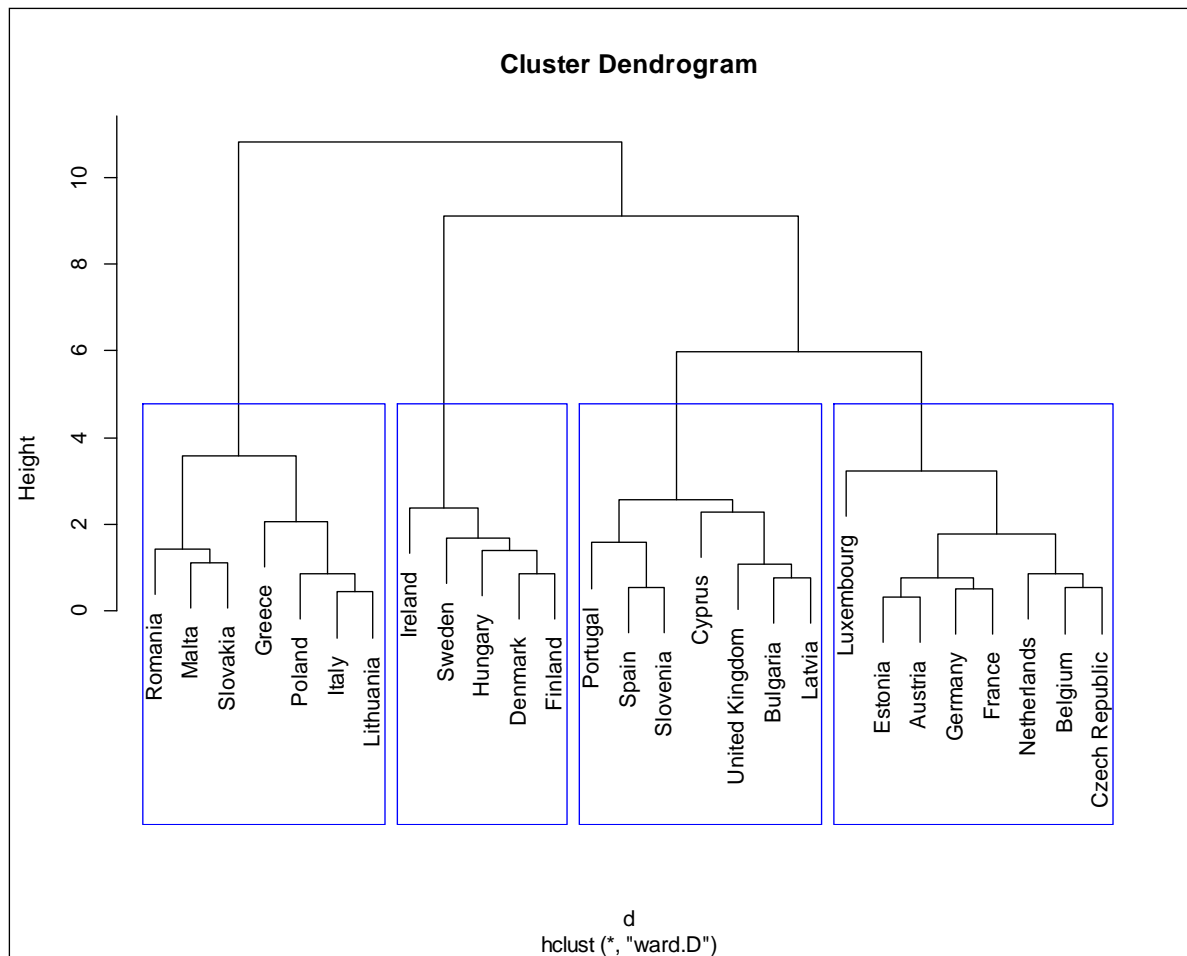 Cluster Dendrogram
Height
10
8
6
4
2
0
Romania
Malta
Slovakia
Greece
Poland
Italy
Lithuania
Ireland
Sweden
Hungary
Denmark
Finland
Portugal
Spain
Slovenia
Cyprus
United Kingdom
Bulgaria
Latvia
Luxembourg
Estonia
Austria
Germany
France
Netherlands
Belgium
Czech Republic
d
hclust (*, "ward.D")